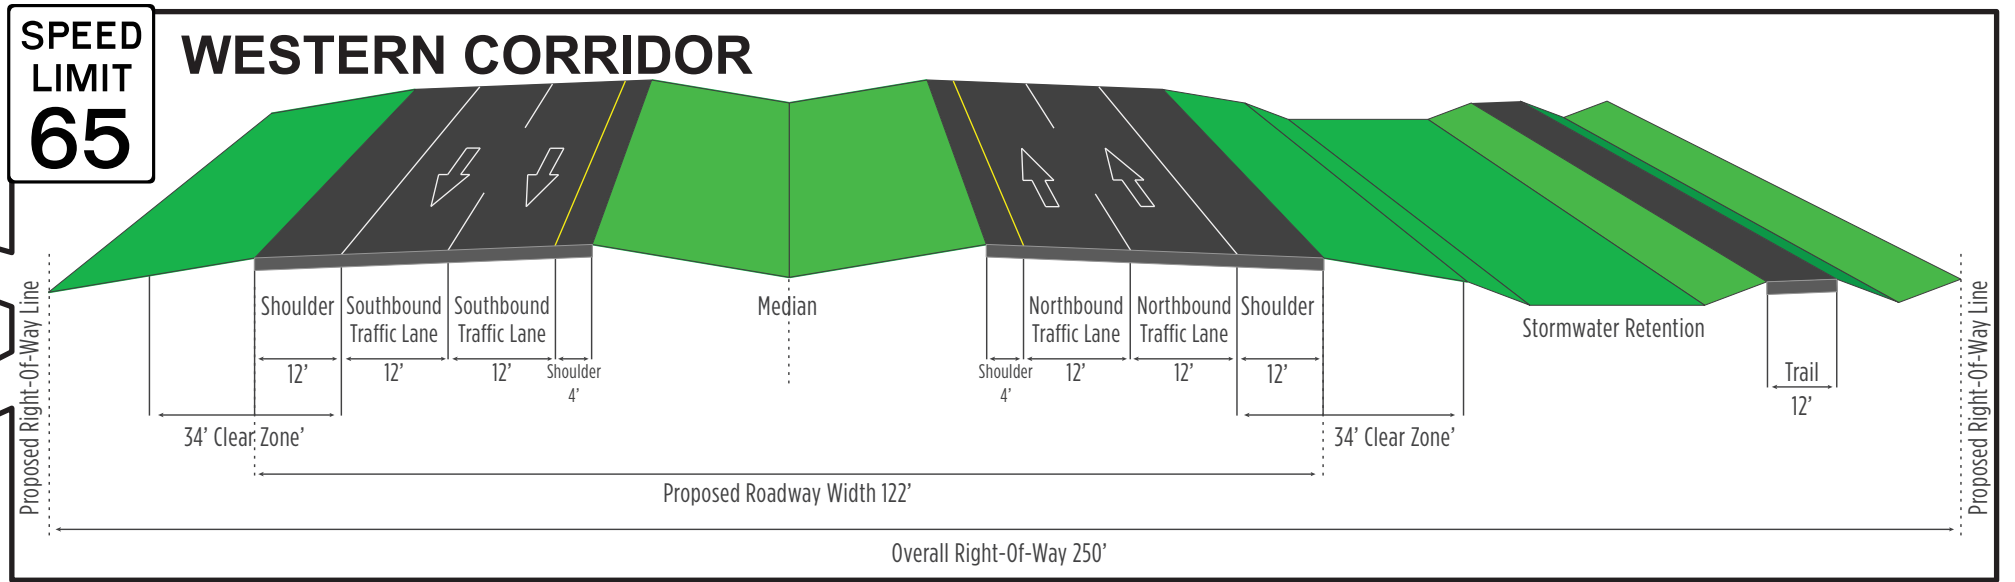 SPEED
LIMIT
65
WESTERN CORRIDOR
Proposed Right-Of-Way Line
Shoulder
12’
Southbound
Traffic Lane
12’
Southbound
Traffic Lane
12’
Shoulder
4’
Median
Shoulder
4’
Northbound
Traffic Lane
12’
Northbound
Traffic Lane
12’
Shoulder
12’
Stormwater Retention
Trail
12’
Proposed Right-Of-Way Line
34’ Clear Zone’
34’ Clear Zone’
Proposed Roadway Width 122’
Overall Right-Of-Way 250’